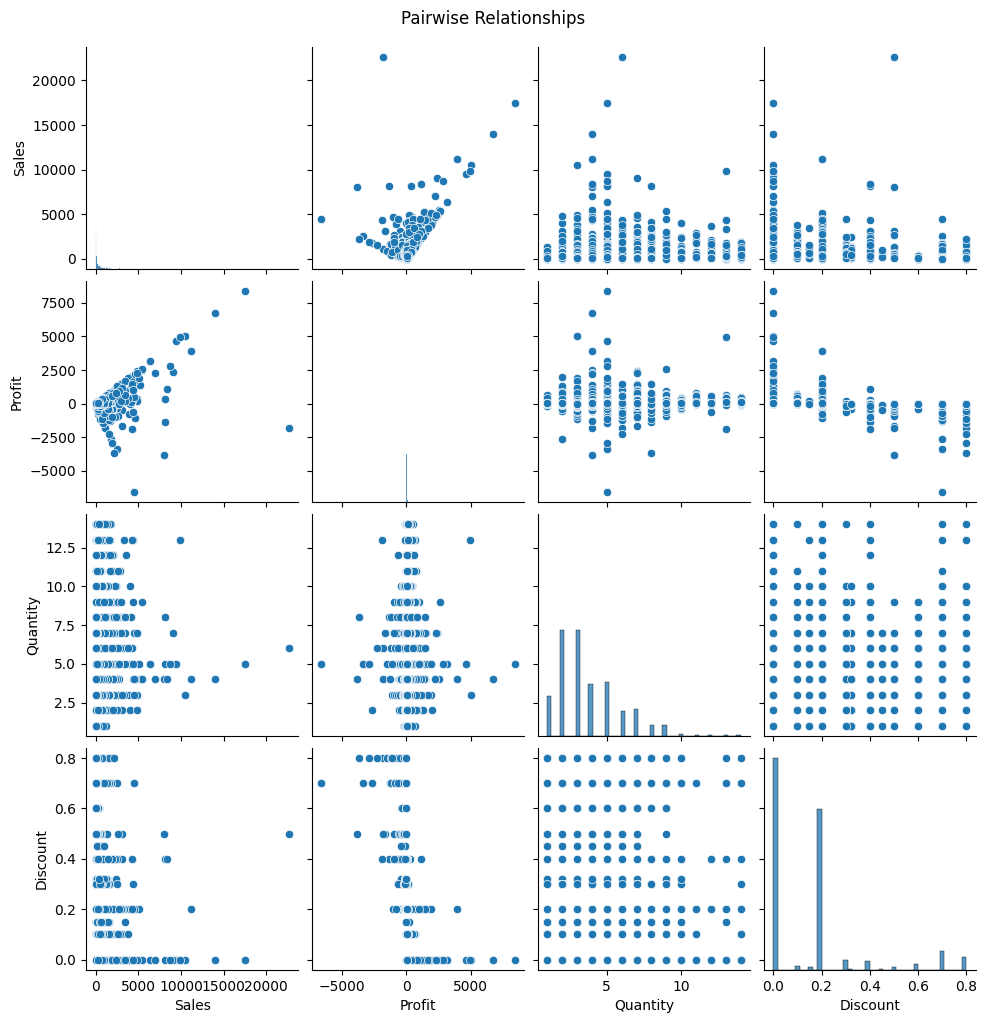 Pairwise Relationships
20000
15000
10000
5000
0
Sales
7500
5000
2500
0
−2500
−5000
Profit
12.5
10.0
7.5
5.0
2.5
Quantity
0.8
0.6
0.4
0.2
0.0
Discount
0 5000 10000 15000 20000
−5000 0 5000
5 10
0.0 0.2 0.4 0.6 0.8
Sales Profit Quantity Discount